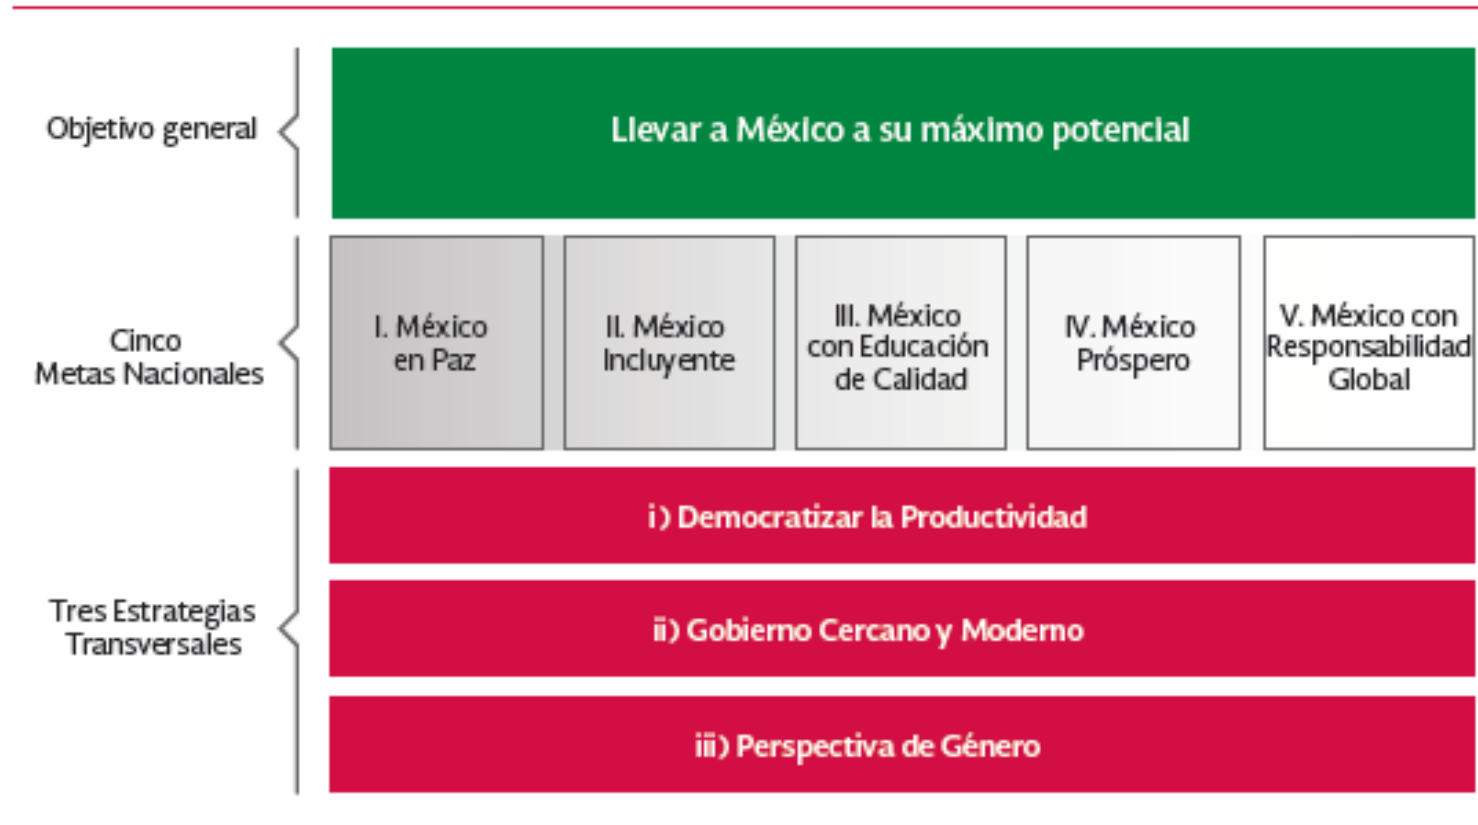 Objetivo general
Llevar a México a su máximo potencial
Cinco
Metas Nacionales
I. México
en Paz
II. México
Incluyente
III. México
con Educación
de Calidad
IV. México
Próspero
V. México con
Responsabilidad
Global
Tres Estrategias
Transversales
i) Democratizar la Productividad
ii) Gobierno Cercano y Moderno
iii) Perspectiva de Género